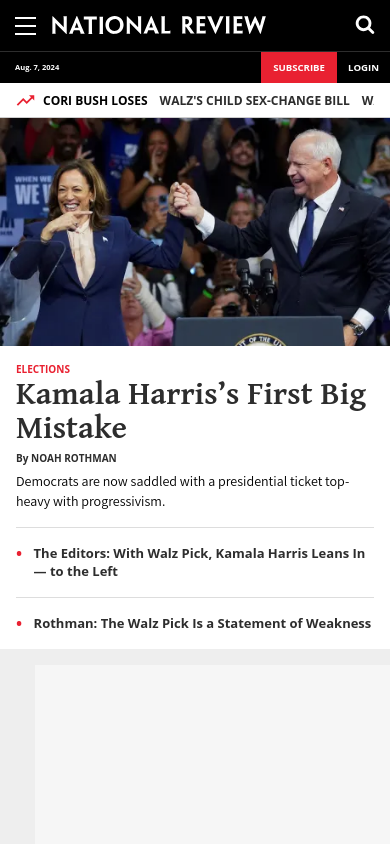 NATIONAL REVIEW
Aug. 7, 2024
SUBSCRIBE
LOGIN
CORI BUSH LOSES WALZ'S CHILD SEX-CHANGE BILL W
WHEN
WE V
ELECTIONS
Kamala Harris’s First Big
Mistake
By NOAH ROTHMAN
Democrats are now saddled with a presidential ticket top-
heavy with progressivism.
• The Editors: With Walz Pick, Kamala Harris Leans In
— to the Left
• Rothman: The Walz Pick Is a Statement of Weakness